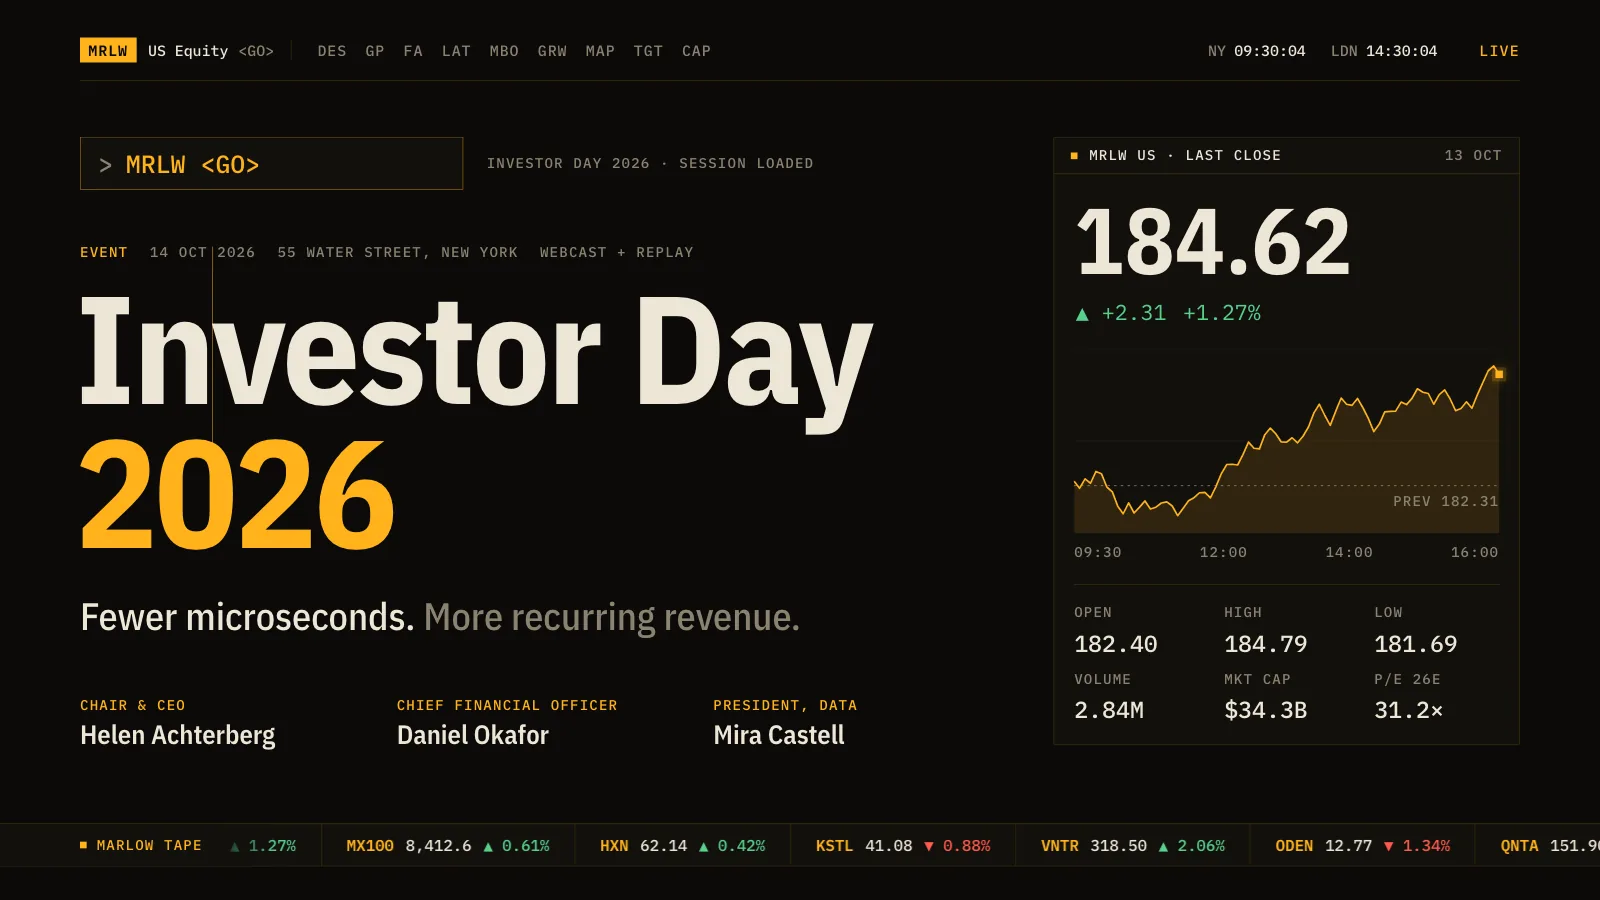 MRLW US Equity <GO> DES GP FA LAT MBO GRW MAP TGT CAP NY 09:30:04 LDN 14:30:04 LIVE
> MRLW <GO>
INVESTOR DAY 2026 · SESSION LOADED
EVENT 14 OCT 2026 55 WATER STREET, NEW YORK WEBCAST + REPLAY
Investor Day
2026
Fewer microseconds. More recurring revenue.
CHAIR & CEO
Helen Achterberg
CHIEF FINANCIAL OFFICER
Daniel Okafor
PRESIDENT, DATA
Mira Castell
MRLW US · LAST CLOSE 13 OCT
184.62
▲ +2.31 +1.27%
PREV 182.31
09:30 12:00 14:00 16:00
OPEN HIGH LOW
182.40 184.79 181.69
VOLUME MKT CAP P/E 26E
2.84M $34.3B 31.2×
MARLOW TAPE ▲ 1.27% MX100 8,412.6 ▲ 0.61% HXN 62.14 ▲ 0.42% KSTL 41.08 ▼ 0.88% VNTR 318.50 ▲ 2.06% ODEN 12.77 ▼ 1.34% QNTA